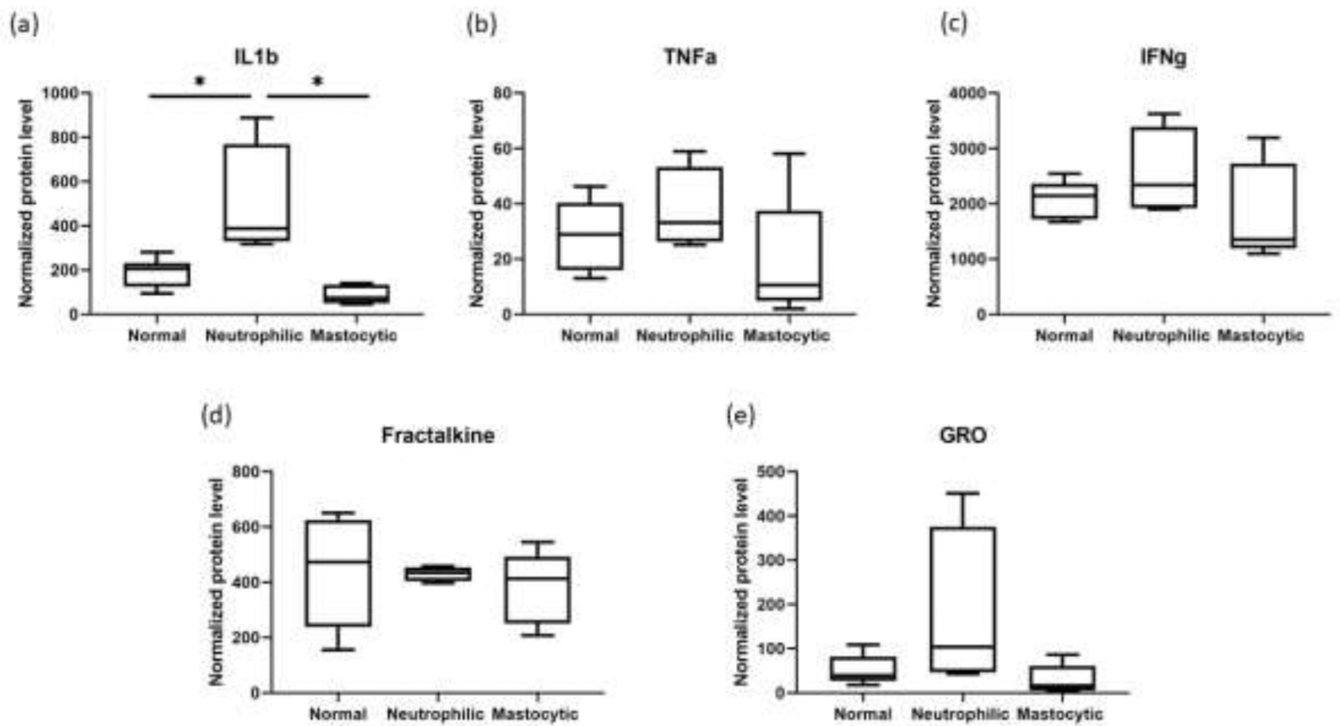 (a)
IL1b
* *
Normalized protein level
1000
800
600
400
200
0
Normal Neutrophilic Mastocytic
(b)
TNFa
Normalized protein level
80
60
40
20
0
Normal Neutrophilic Mastocytic
(c)
IFNg
Normalized protein level
4000
3000
2000
1000
0
Normal Neutrophilic Mastocytic
(d)
Fractalkine
Normalized protein level
800
600
400
200
0
Normal Neutrophilic Mastocytic
(e)
GRO
Normalized protein level
500
400
300
200
100
0
Normal Neutrophilic Mastocytic